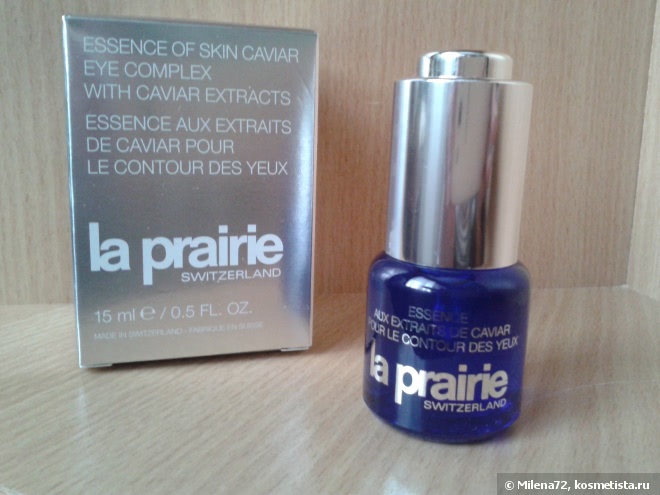 ESSENCE OF SKIN CAVIAR
EYE COMPLEX
WITH CAVIAR EXTRACTS
ESSENCE AUX EXTRAITS
DE CAVIAR POUR
LE CONTOUR DES YEUX
la prairie
SWITZERLAND
15 ml e / 0.5 FL. OZ.
MADE IN SWITZERLAND - FABRIQUÉ EN SUISSE
ESSENCE
AUX EXTRAITS DE CAVIAR
POUR LE CONTOUR DES YEUX
la prairie
SWITZERLAND
© Milena72, kosmetista.ru